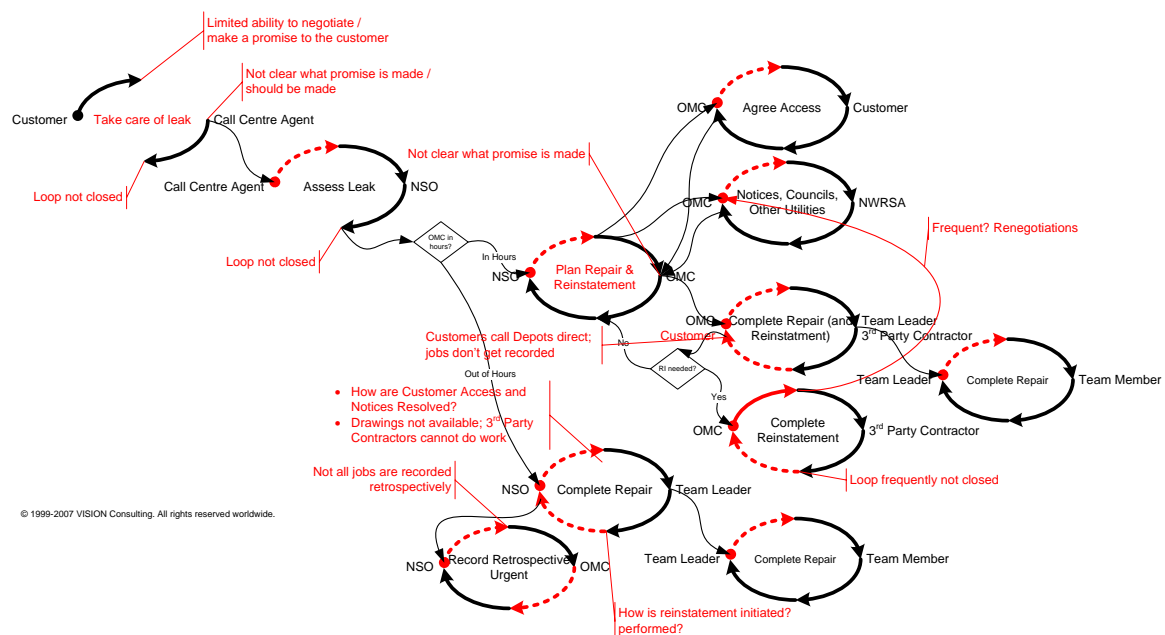 Limited ability to negotiate /
make a promise to the customer
Not clear what promise is made /
should be made
Customer
Take care of leak
Call Centre Agent
Loop not closed
Call Centre Agent
Assess Leak
NSO
Loop not closed
OMC in
hours?
In Hours
Out of Hours
Not clear what promise is made
NSO
Plan Repair &
Reinstatement
OMC
OMC
Agree Access
Customer
OMC
Notices, Councils,
Other Utilities
NWRSA
Frequent? Renegotiations
Customers call Depots direct;
jobs don't get recorded
Customer
OMC
Complete Repair (and
Reinstatment)
Team Leader
3rd Party Contractor
No
RI needed?
Yes
Team Leader
Complete Repair
Team Member
OMC
Complete
Reinstatement
3rd Party Contractor
Loop frequently not closed
• How are Customer Access and
Notices Resolved?
• Drawings not available; 3rd Party
Contractors cannot do work
Not all jobs are recorded
retrospectively
NSO
Complete Repair
Team Leader
© 1999-2007 VISION Consulting. All rights reserved worldwide.
NSO
Record Retrospective
Urgent
OMC
Team Leader
Complete Repair
Team Member
How is reinstatement initiated?
performed?